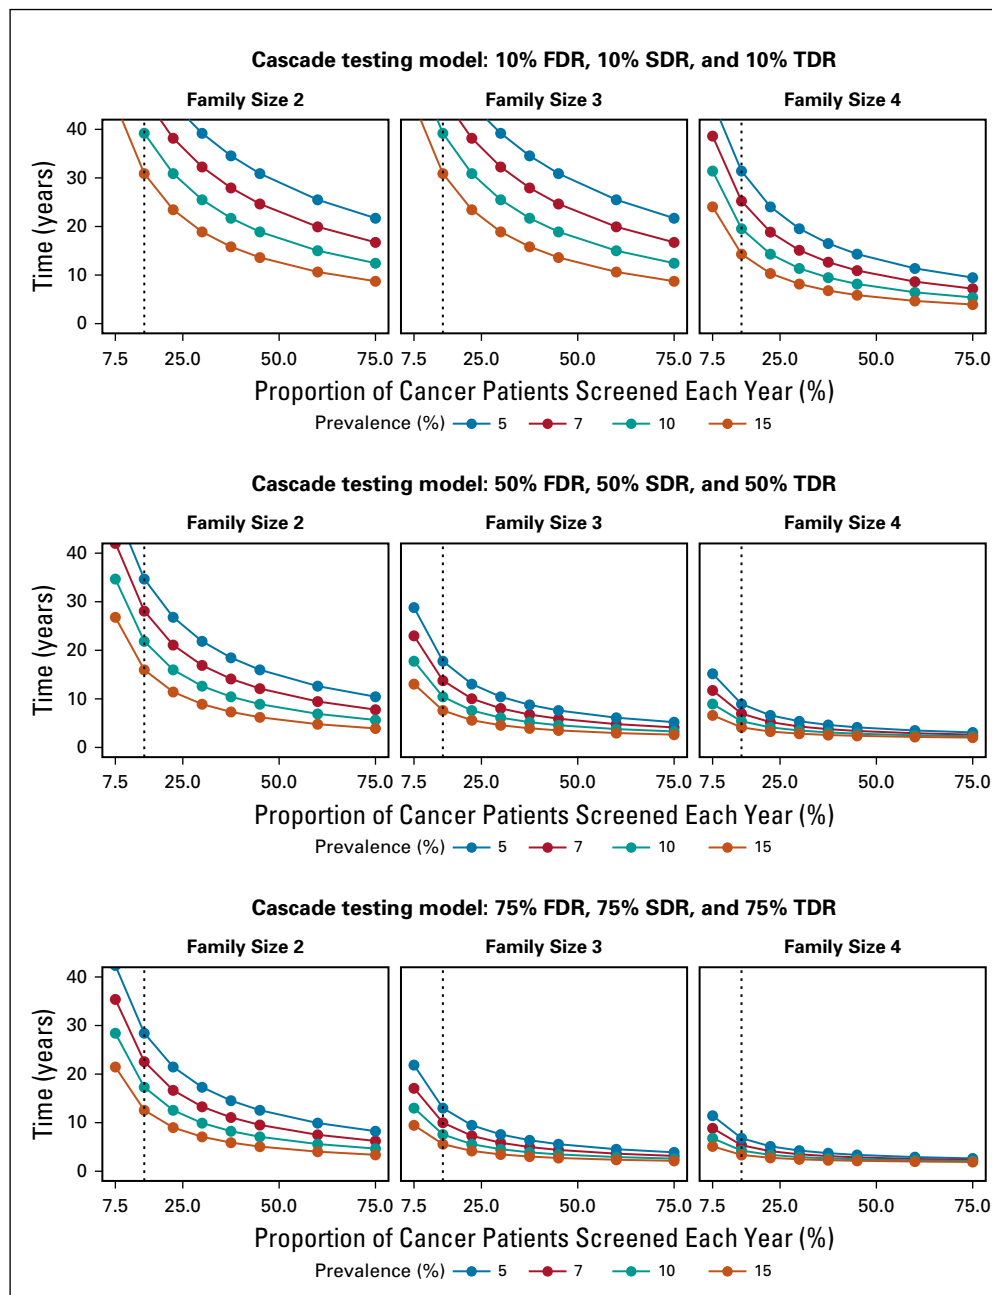 Cascade testing model: 10% FDR, 10% SDR, and 10% TDR
Family Size 2 Family Size 3 Family Size 4
Time (years)
40
30
20
10
0
7.5 25.0 50.0 75.0 7.5 25.0 50.0 75.0 7.5 25.0 50.0 75.0
Proportion of Cancer Patients Screened Each Year (%)
Prevalence (%) 5 7 10 15
Cascade testing model: 50% FDR, 50% SDR, and 50% TDR
Family Size 2 Family Size 3 Family Size 4
Time (years)
40
30
20
10
0
7.5 25.0 50.0 75.0 7.5 25.0 50.0 75.0 7.5 25.0 50.0 75.0
Proportion of Cancer Patients Screened Each Year (%)
Prevalence (%) 5 7 10 15
Cascade testing model: 75% FDR, 75% SDR, and 75% TDR
Family Size 2 Family Size 3 Family Size 4
Time (years)
40
30
20
10
0
7.5 25.0 50.0 75.0 7.5 25.0 50.0 75.0 7.5 25.0 50.0 75.0
Proportion of Cancer Patients Screened Each Year (%)
Prevalence (%) 5 7 10 15